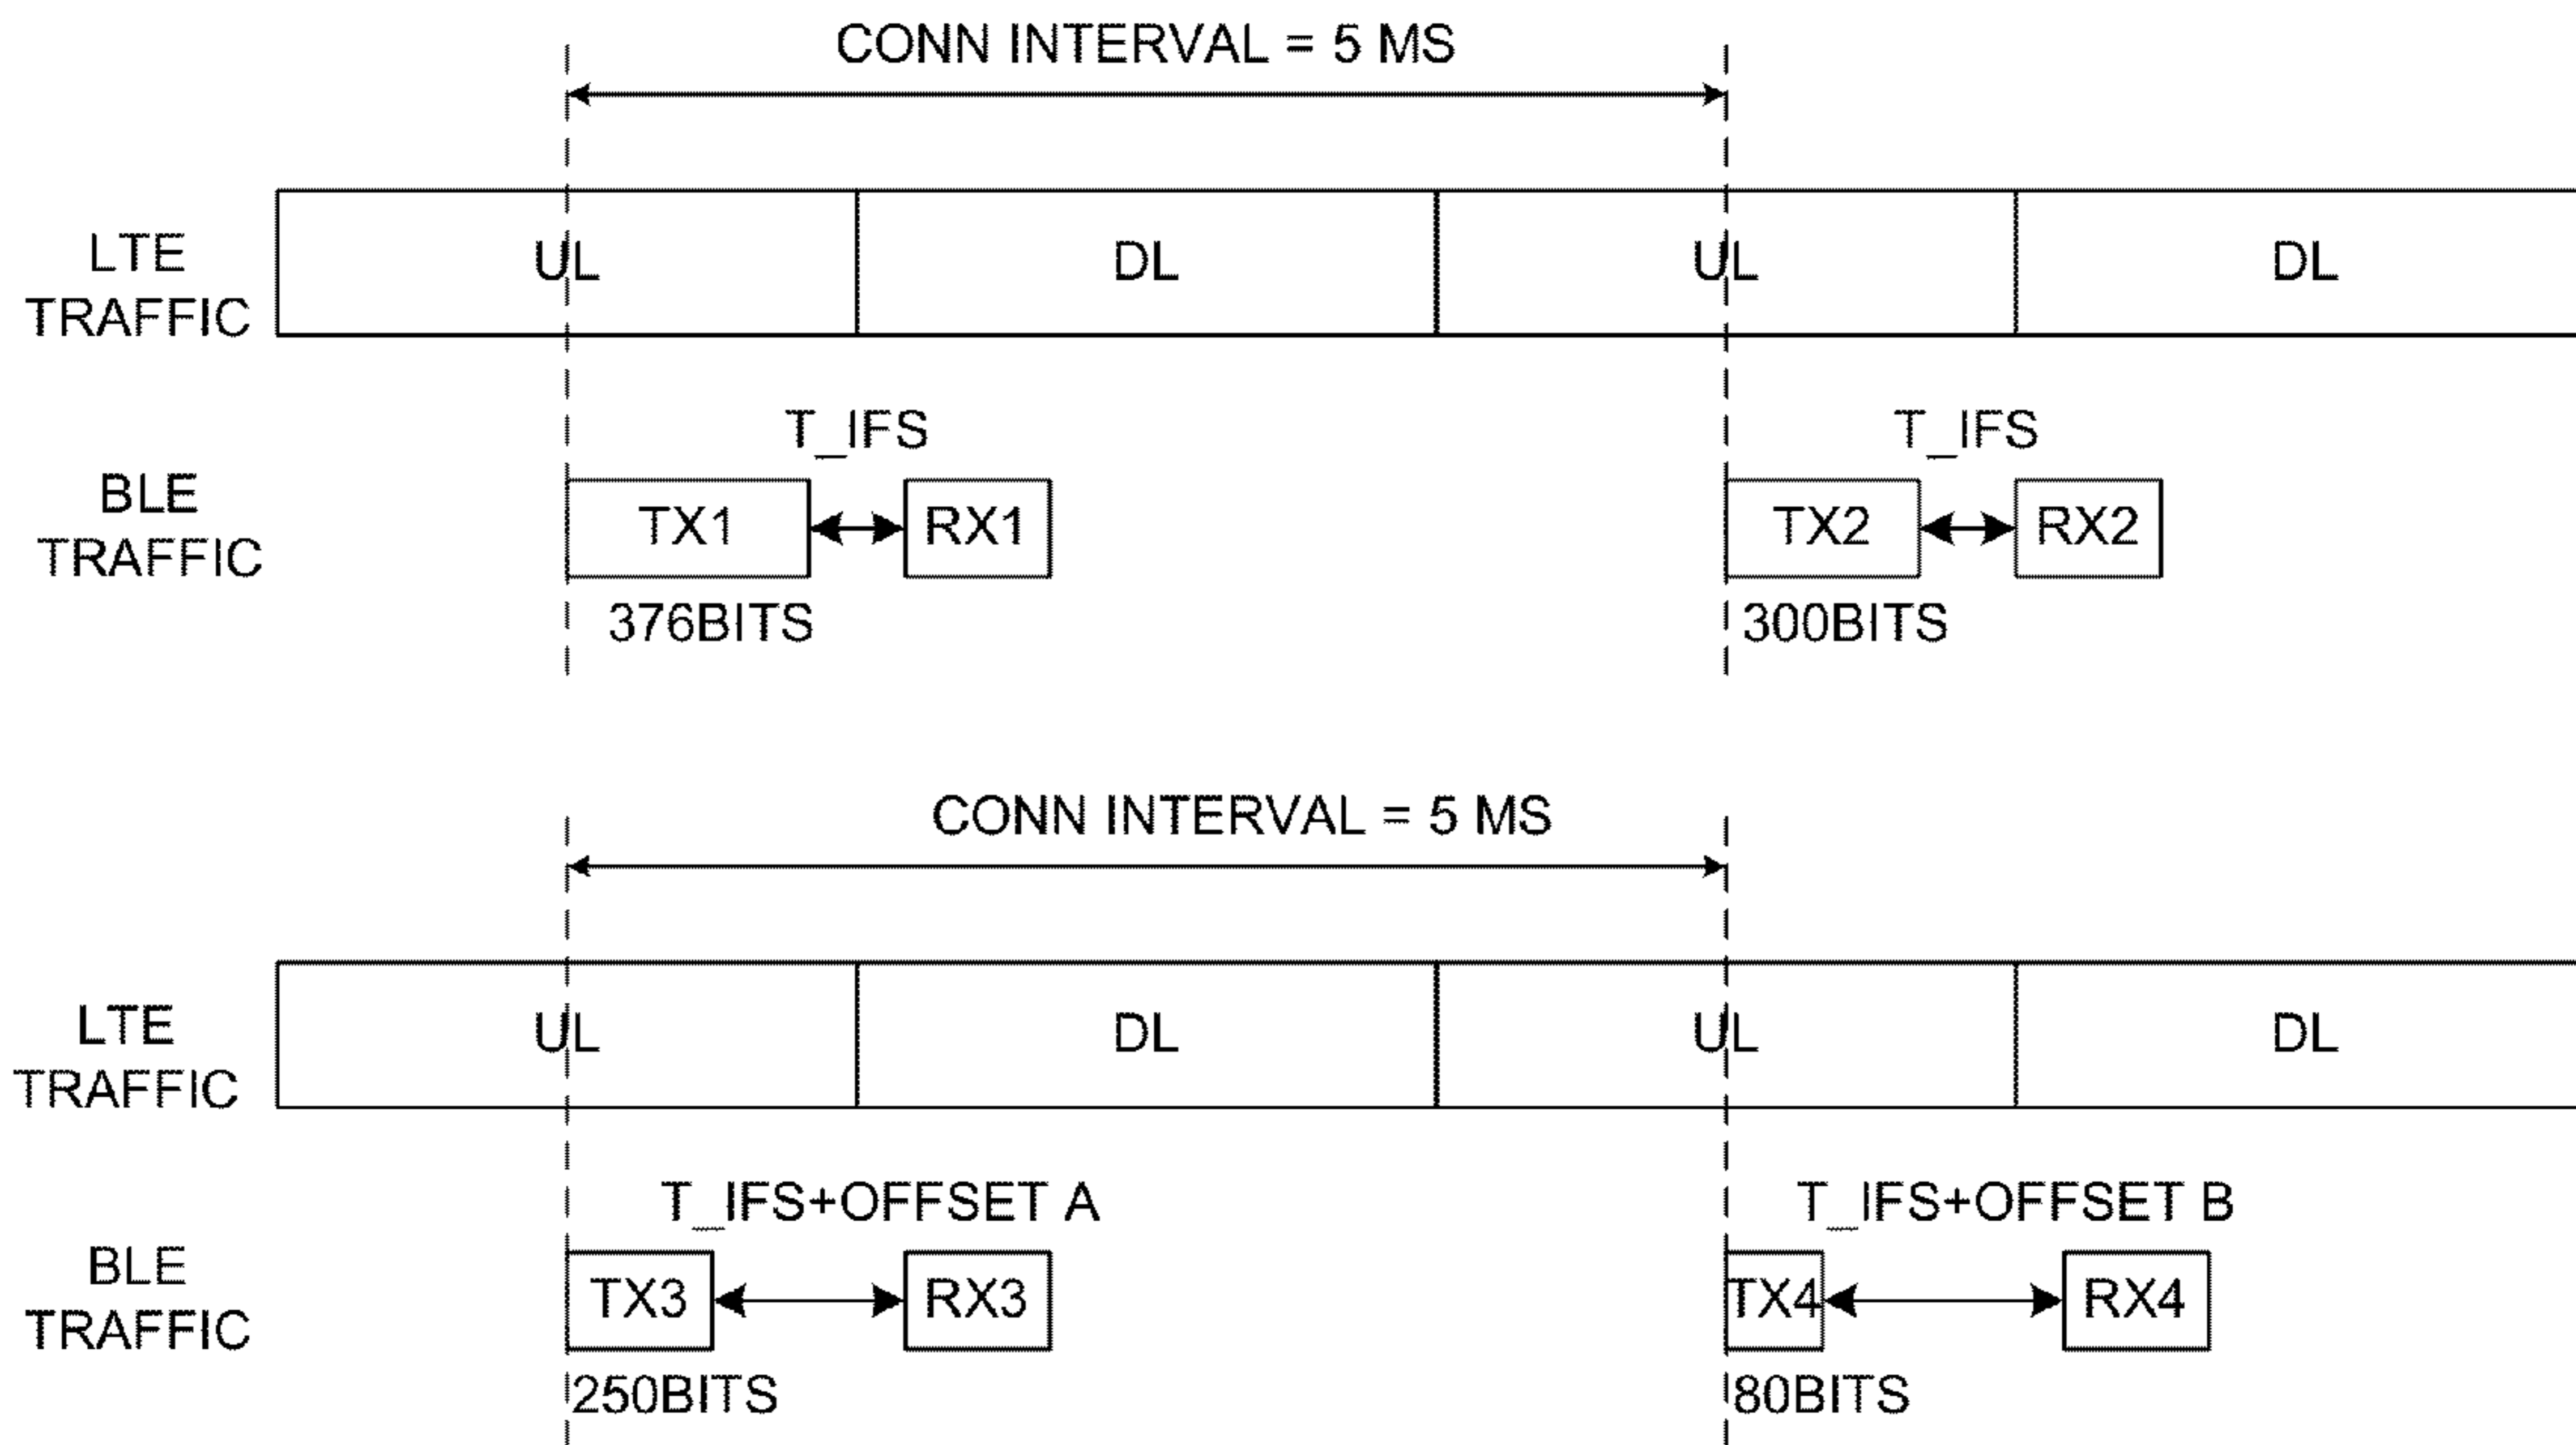 CONN INTERVAL = 5 MS
LTE
TRAFFIC
UL
DL
UL
DL
T_IFS
T_IFS
BLE
TRAFFIC
TX1
RX1
TX2
RX2
376BITS
300BITS
CONN INTERVAL = 5 MS
LTE
TRAFFIC
UL
DL
UL
DL
T_IFS+OFFSET A
T_IFS+OFFSET B
BLE
TRAFFIC
TX3
RX3
TX4
RX4
250BITS
80BITS